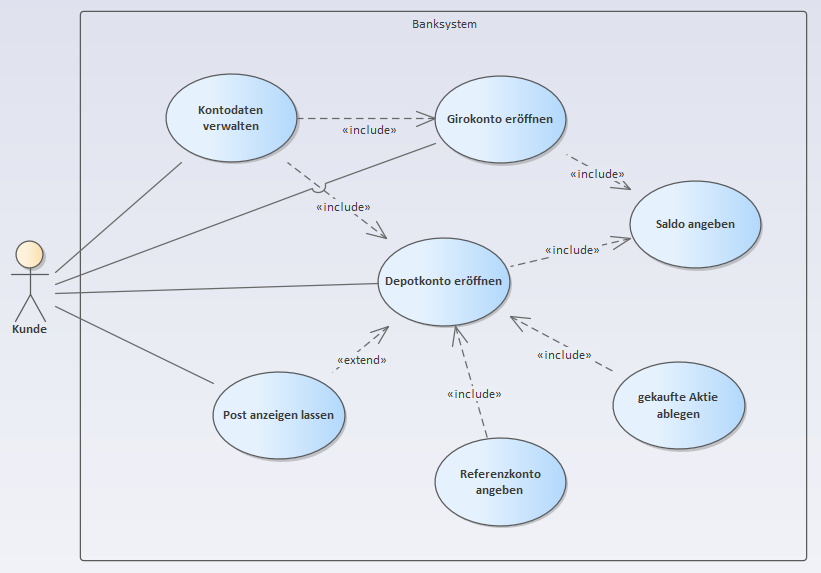 Banksystem
Kontodaten
verwalten
«include»
Girokonto eröffnen
«include»
«include»
Saldo angeben
«include»
Depotkonto eröffnen
Kunde
«extend»
«include»
«include»
Post anzeigen lassen
gekaufte Aktie
ablegen
Referenzkonto
angeben